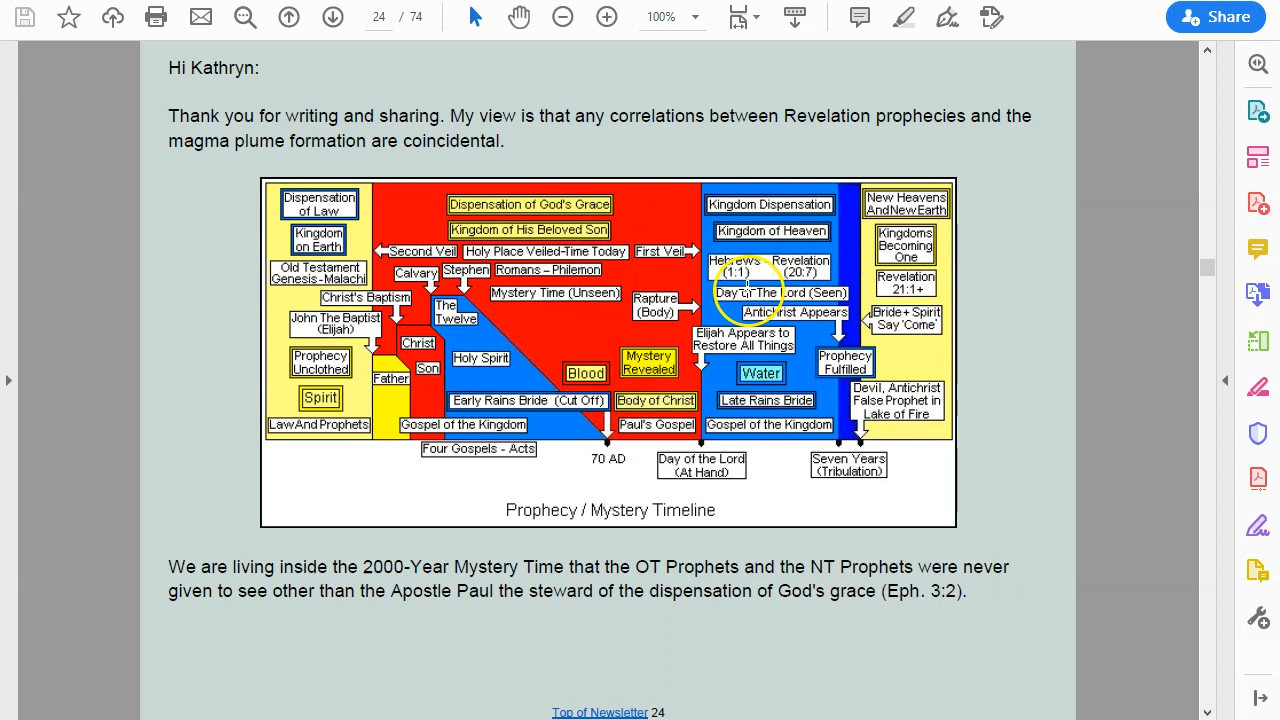 24 / 74
100%
Share
Hi Kathryn:
Thank you for writing and sharing. My view is that any correlations between Revelation prophecies and the
magma plume formation are coincidental.
Dispensation
of Law
Kingdom
on Earth
Old Testament
Genesis - Malachi
Christ's Baptism
John The Baptist
(Elijah)
Prophecy
Unclothed
Spirit
Law And Prophets
Dispensation of God's Grace
Kingdom of His Beloved Son
Second Veil
Holy Place Veiled-Time Today
First Veil
Calvary
Stephen
Romans – Philemon
Mystery Time (Unseen)
Rapture
(Body)
The
Twelve
Christ
Father
Son
Holy Spirit
Blood
Mystery
Revealed
Early Rains Bride (Cut Off)
Body of Christ
Gospel of the Kingdom
Paul's Gospel
Four Gospels - Acts
70 AD
Day of the Lord
(At Hand)
Kingdom Dispensation
Kingdom of Heaven
Hebrews - Revelation
(1:1) (20:7)
Day of The Lord (Seen)
Antichrist Appears
Elijah Appears to
Restore All Things
Water
Late Rains Bride
Gospel of the Kingdom
Prophecy
Fulfilled
Seven Years
(Tribulation)
New Heavens
And New Earth
Kingdoms
Becoming
One
Revelation
21:1+
Bride + Spirit
Say 'Come'
Devil, Antichrist
False Prophet in
Lake of Fire
Prophecy / Mystery Timeline
We are living inside the 2000-Year Mystery Time that the OT Prophets and the NT Prophets were never
given to see other than the Apostle Paul the steward of the dispensation of God's grace (Eph. 3:2).
Top of Newsletter 24